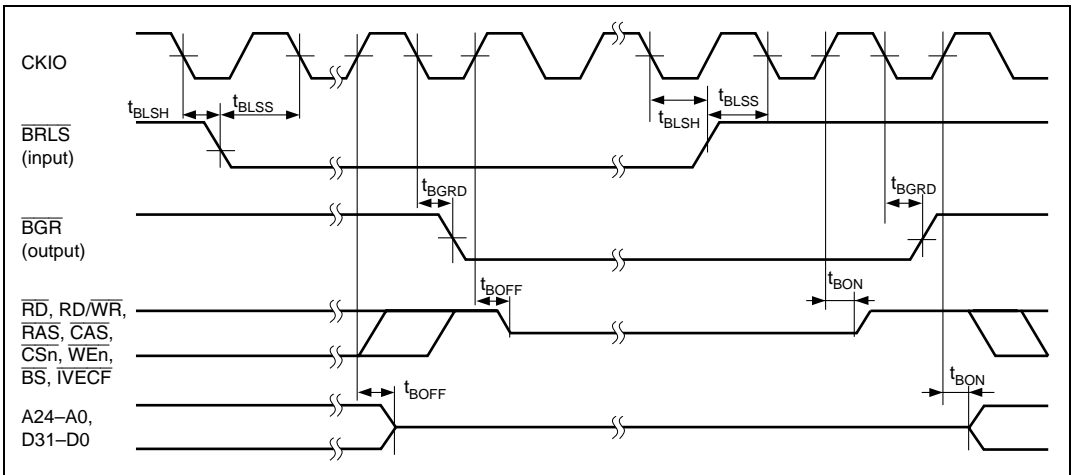 CKIO
tBLSH tBLSS tBLSH tBLSS
BRLS
(input)
tBGRD tBGRD
BGR
(output)
tBOFF tBON
RD, RD/WR,
RAS, CAS,
CSn, WEn,
BS, IVECF
tBOFF tBON
A24–A0,
D31–D0